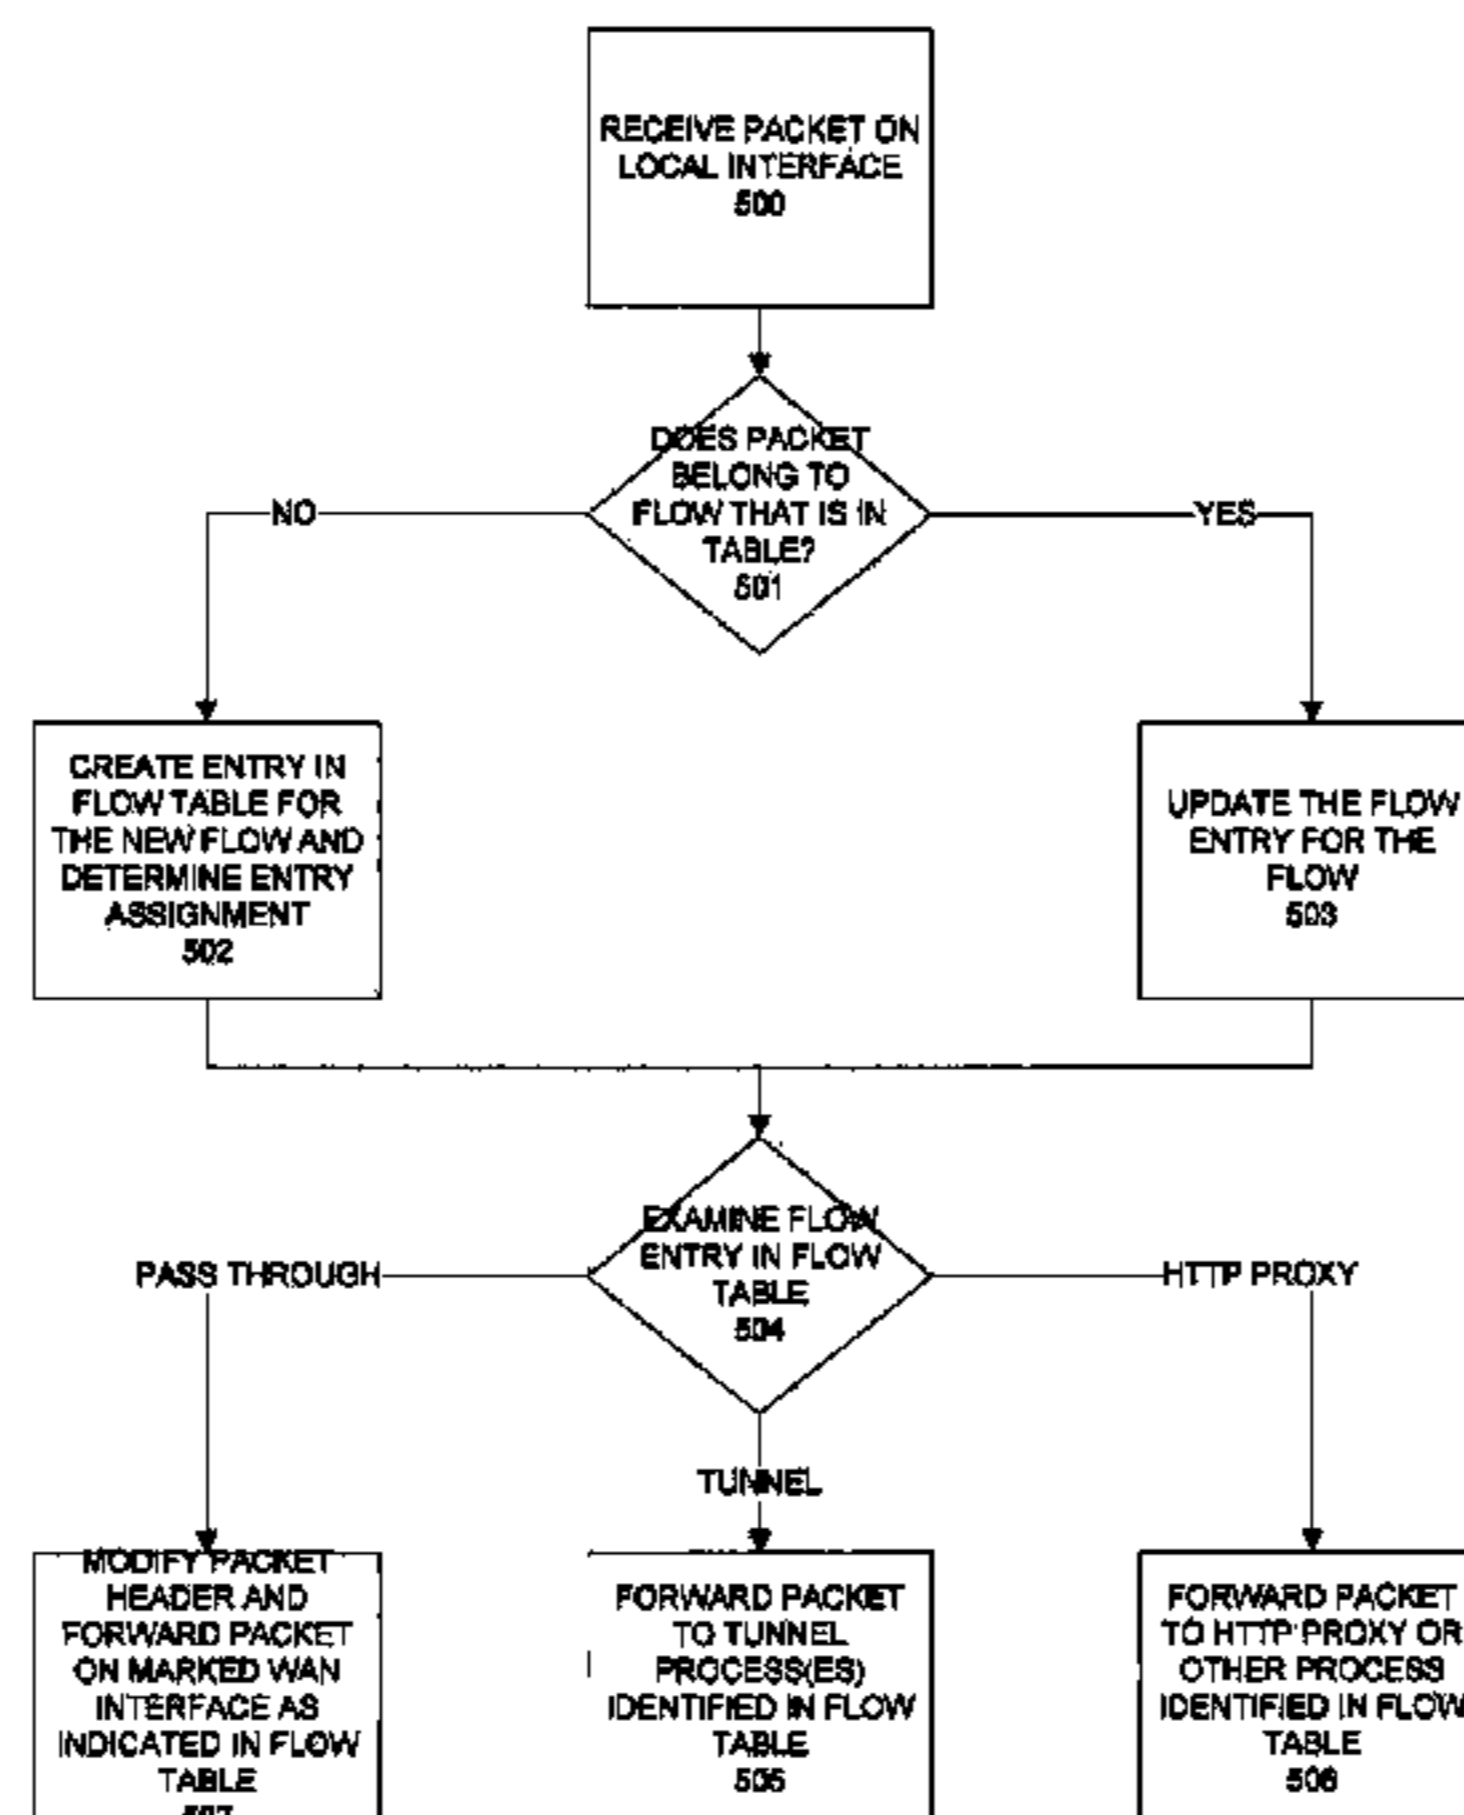 RECEIVE PACKET ON
LOCAL INTERFACE
500
DOES PACKET
BELONG TO
FLOW THAT IS IN
TABLE?
501
NO
YES
CREATE ENTRY IN
FLOW TABLE FOR
THE NEW FLOW AND
DETERMINE ENTRY
ASSIGNMENT
502
UPDATE THE FLOW
ENTRY FOR THE
FLOW
503
EXAMINE FLOW
ENTRY IN FLOW
TABLE
504
PASS THROUGH
HTTP PROXY
TUNNEL
MODIFY PACKET
HEADER AND
FORWARD PACKET
ON MARKED WAN
INTERFACE AS
INDICATED IN FLOW
TABLE
507
FORWARD PACKET
TO TUNNEL
PROCESS(ES)
IDENTIFIED IN FLOW
TABLE
505
FORWARD PACKET
TO HTTP PROXY OR
OTHER PROCESS
IDENTIFIED IN FLOW
TABLE
506